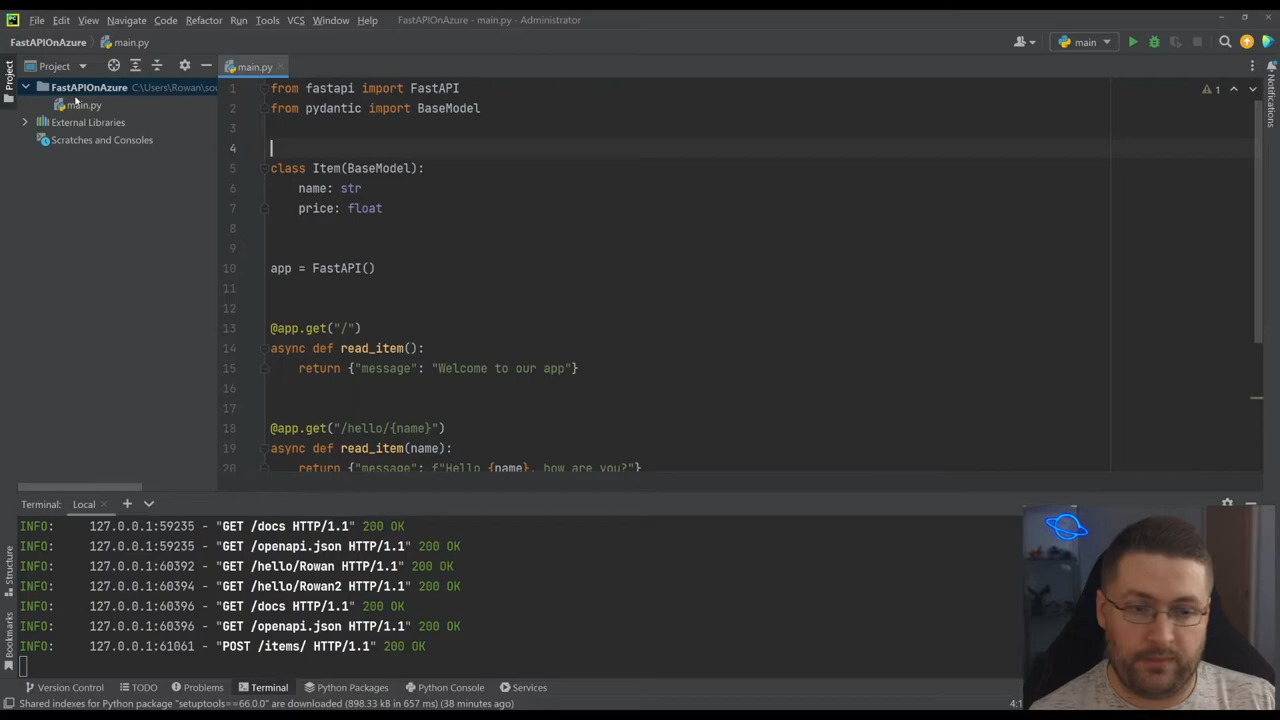 File Edit View Navigate Code Refactor Run Tools VCS Window Help FastAPIOnAzure - main.py - Administrator
FastAPIOnAzure main.py main
Project main.py
FastAPIOnAzure C:\Users\Rowan\sou
main.py
External Libraries
Scratches and Consoles
Project
Notifications
1
1 from fastapi import FastAPI
2 from pydantic import BaseModel
3
4
5 class Item(BaseModel):
6 name: str
7 price: float
8
9
10 app = FastAPI()
11
12
13 @app.get("/")
14 async def read_item():
15 return {"message": "Welcome to our app"}
16
17
18 @app.get("/hello/{name}")
19 async def read_item(name):
20 return {"message": f"Hello {name}, how are you?"}
Terminal: Local
INFO: 127.0.0.1:59235 - "GET /docs HTTP/1.1" 200 OK
INFO: 127.0.0.1:59235 - "GET /openapi.json HTTP/1.1" 200 OK
INFO: 127.0.0.1:60392 - "GET /hello/Rowan HTTP/1.1" 200 OK
INFO: 127.0.0.1:60394 - "GET /hello/Rowan2 HTTP/1.1" 200 OK
INFO: 127.0.0.1:60396 - "GET /docs HTTP/1.1" 200 OK
INFO: 127.0.0.1:60396 - "GET /openapi.json HTTP/1.1" 200 OK
INFO: 127.0.0.1:61061 - "POST /items/ HTTP/1.1" 200 OK
Structure
Bookmarks
Version Control TODO Problems Terminal Python Packages Python Console Services
Shared indexes for Python package "setuptools==66.0.0" are downloaded (898.33 kB in 657 ms) (38 minutes ago)